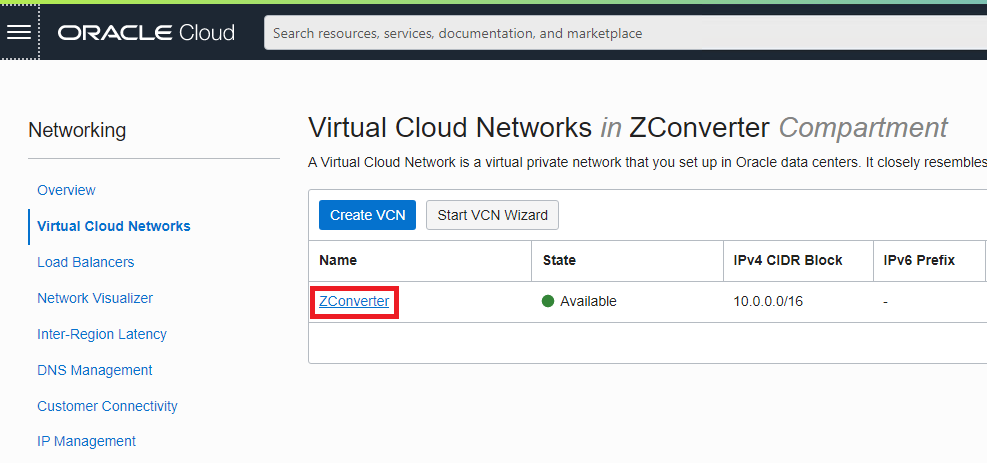 ORACLE Cloud
Search resources, services, documentation, and marketplace
Networking
Overview
Virtual Cloud Networks
Load Balancers
Network Visualizer
Inter-Region Latency
DNS Management
Customer Connectivity
IP Management
Virtual Cloud Networks in ZConverter Compartment
A Virtual Cloud Network is a virtual private network that you set up in Oracle data centers. It closely resembles
Create VCN Start VCN Wizard
Name State IPv4 CIDR Block IPv6 Prefix
ZConverter Available 10.0.0.0/16 -